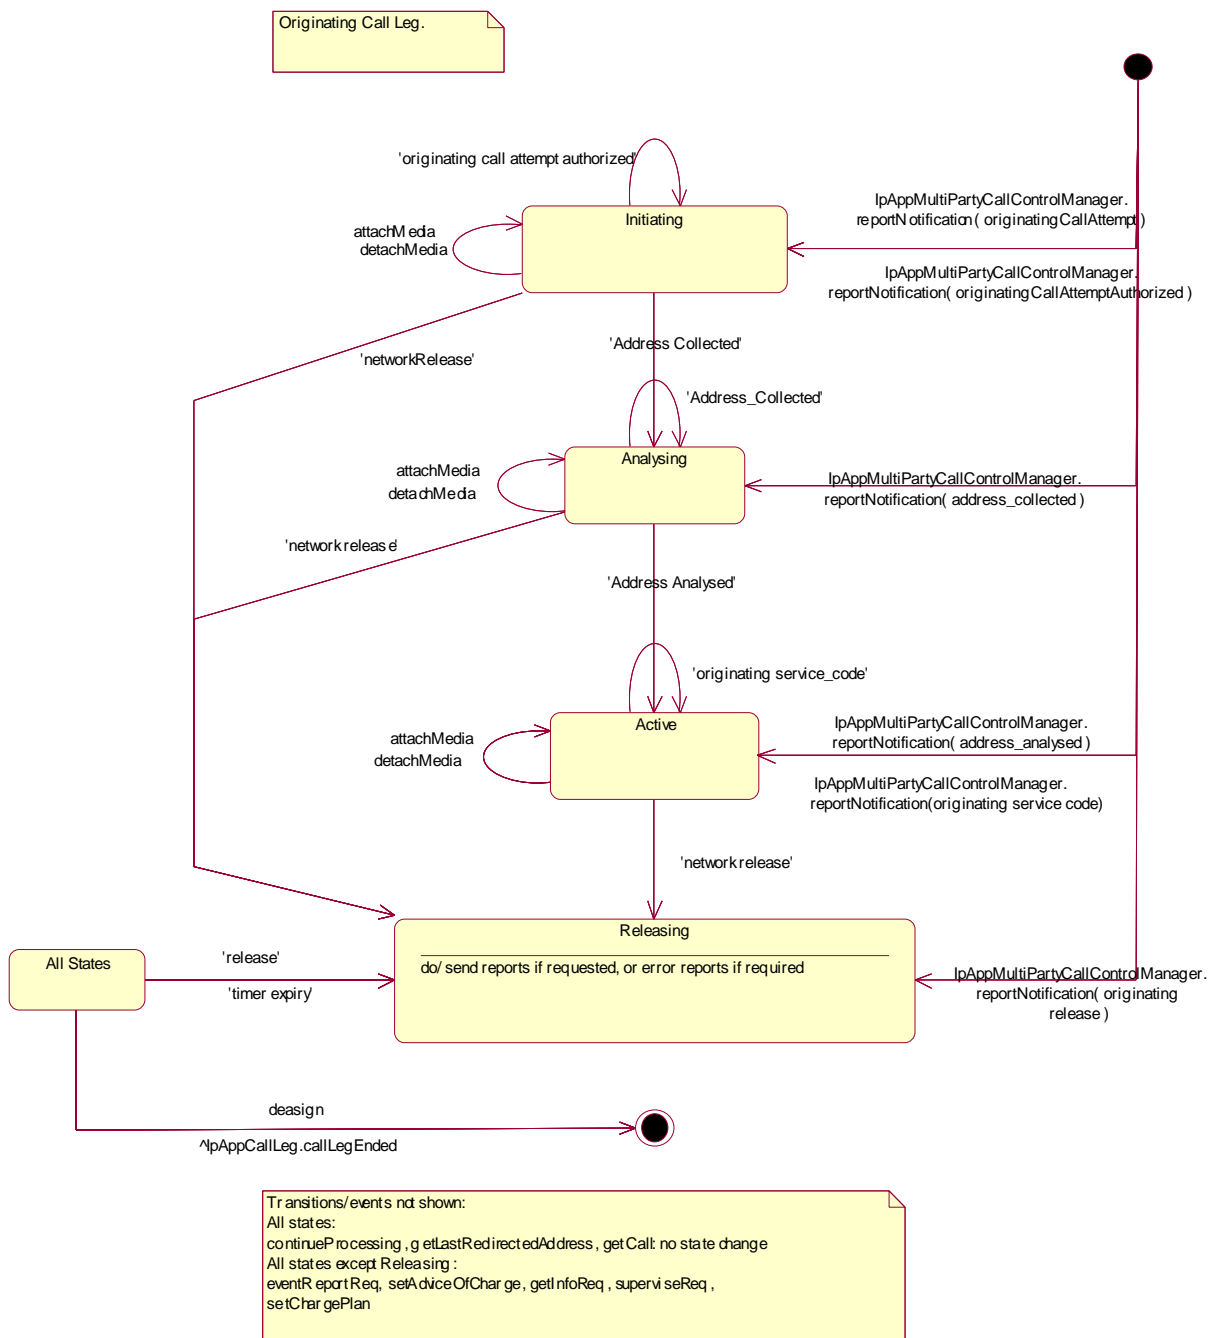 Originating Call Leg.
'originating call attempt authorized'
IpAppMultiPartyCallControlManager.
reportNotification( originatingCallAttempt )
Initiating
attachMedia
detachMedia
IpAppMultiPartyCallControlManager.
reportNotification( originatingCallAttemptAuthorized )
'Address Collected'
'networkRelease'
'Address_Collected'
Analysing
attachMedia
detachMedia
IpAppMultiPartyCallControlManager.
reportNotification( address_collected )
'network release'
'Address Analysed'
'originating service_code'
Active
attachMedia
detachMedia
IpAppMultiPartyCallControlManager.
reportNotification( address_analysed )
IpAppMultiPartyCallControlManager.
reportNotification(originating service code)
'network release'
Releasing
do/ send reports if requested, or error reports if required
All States
'release'
'timer expiry'
IpAppMultiPartyCallControlManager.
reportNotification( originating
release )
deasign
^IpAppCallLeg.callLegEnded
Transitions/events not shown:
All states:
continueProcessing, getLastRedirectedAddress, getCall: no state change
All states except Releasing :
eventReportReq, setAdviceOfCharge, getInfoReq, superviseReq,
setChargePlan